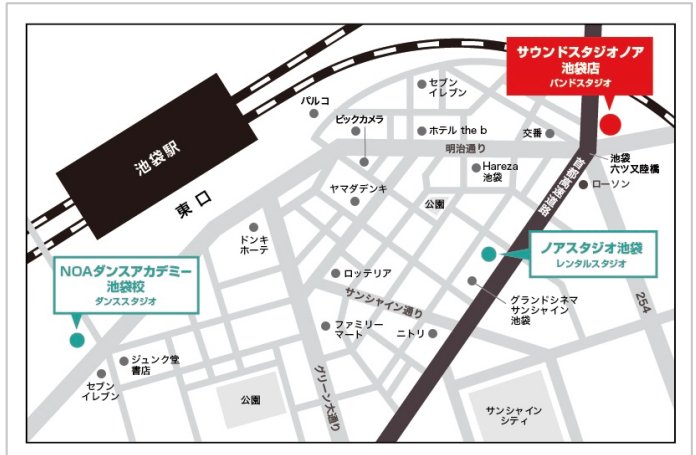 サウンドスタジオノア
池袋店
バンドスタジオ
セブン
イレブン
パルコ
ビックカメラ
ホテル the b
交番
明治通り
池袋
六ツ又陸橋
Hareza
池袋
ローソン
首都高速道路
池袋駅
東口
ヤマダデンキ
公園
ドンキ
ホーテ
ノアスタジオ池袋
レンタルスタジオ
NOAダンスアカデミー
池袋校
ダンススタジオ
ロッテリア
サンシャイン通り
グランドシネマ
サンシャイン
池袋
254
ファミリー
マート
ニトリ
ジュンク堂
書店
セブン
イレブン
グリーン大通り
公園
サンシャイン
シティ